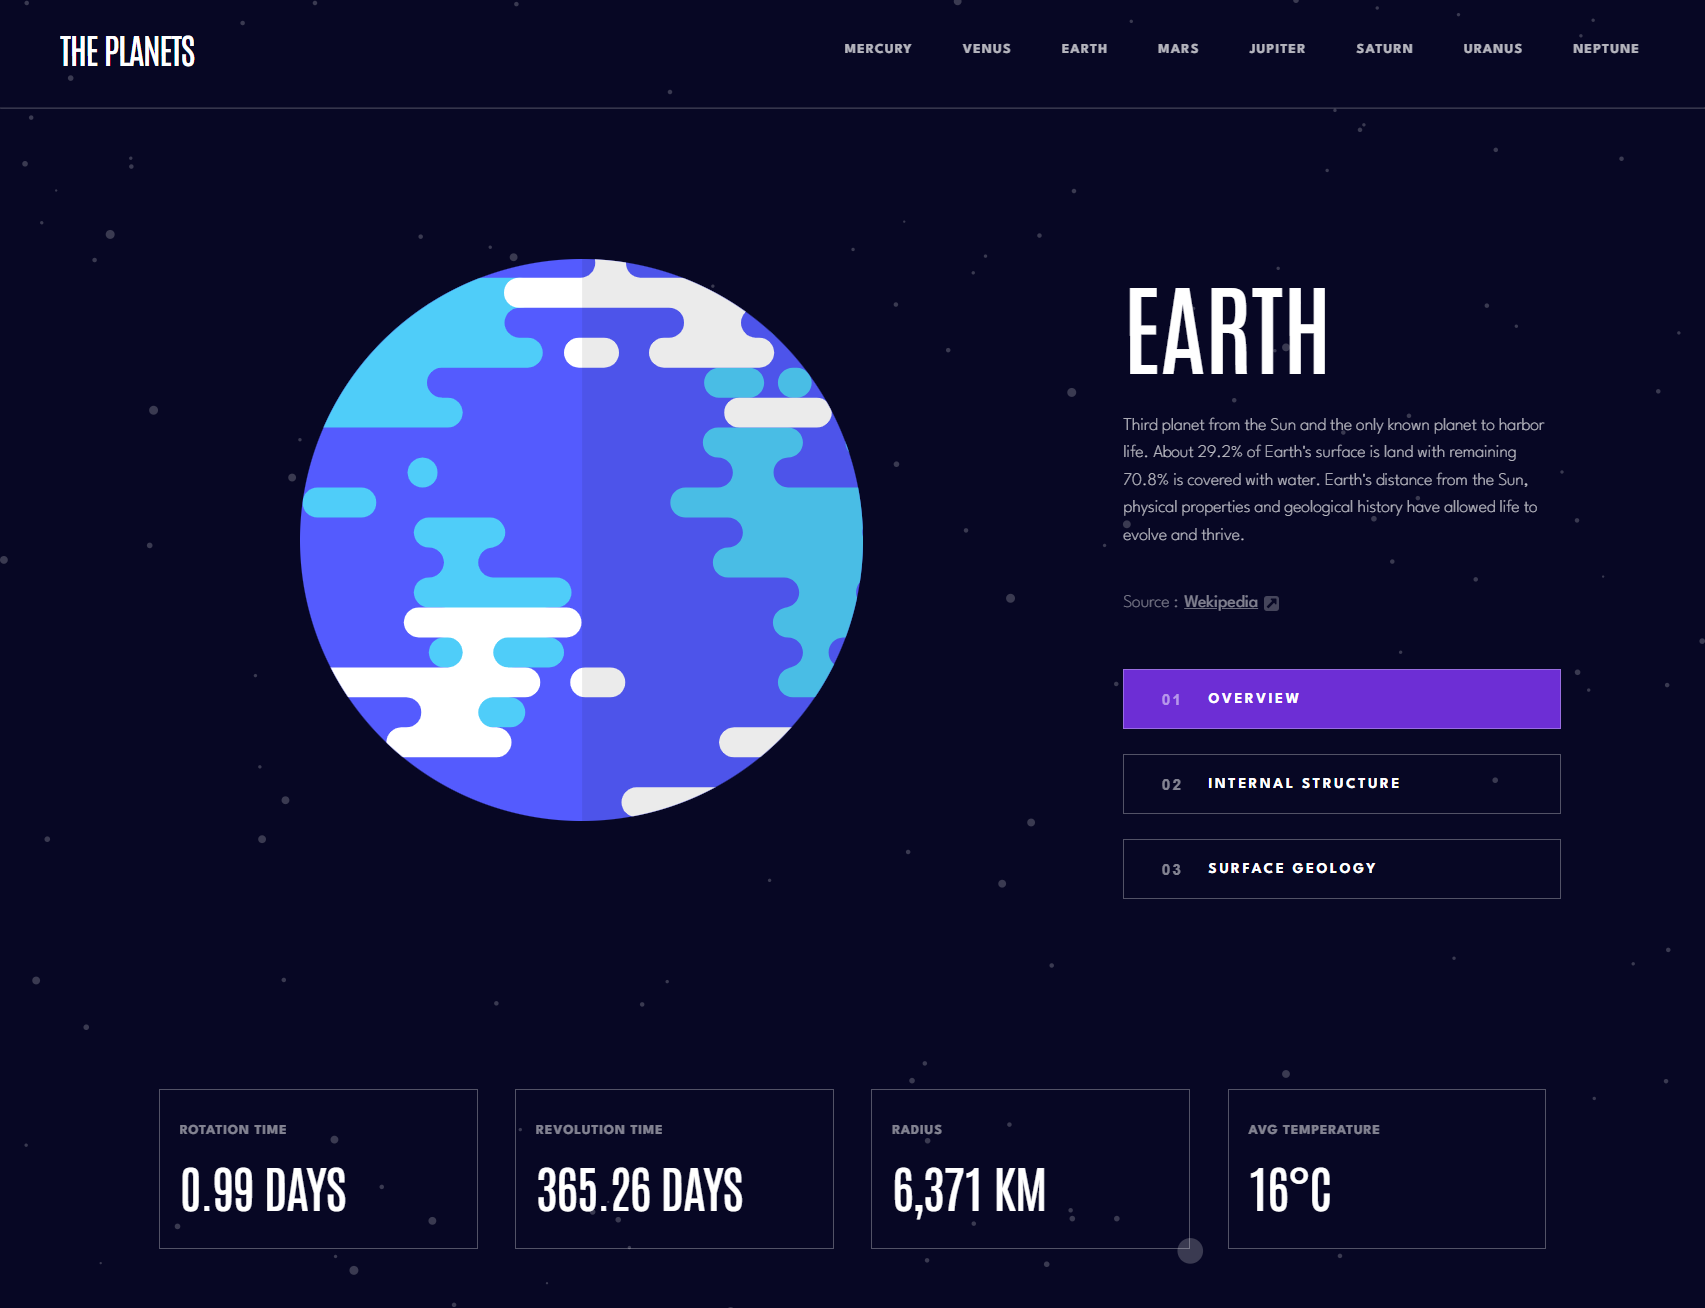 THE PLANETS
MERCURY VENUS EARTH MARS JUPITER SATURN URANUS NEPTUNE
EARTH
Third planet from the Sun and the only known planet to harbor
life. About 29.2% of Earth's surface is land with remaining
70.8% is covered with water. Earth's distance from the Sun,
physical properties and geological history have allowed life to
evolve and thrive.
Source : Wekipedia
01 OVERVIEW
02 INTERNAL STRUCTURE
03 SURFACE GEOLOGY
ROTATION TIME
0.99 DAYS
REVOLUTION TIME
365.26 DAYS
RADIUS
6,371 KM
AVG TEMPERATURE
16°C